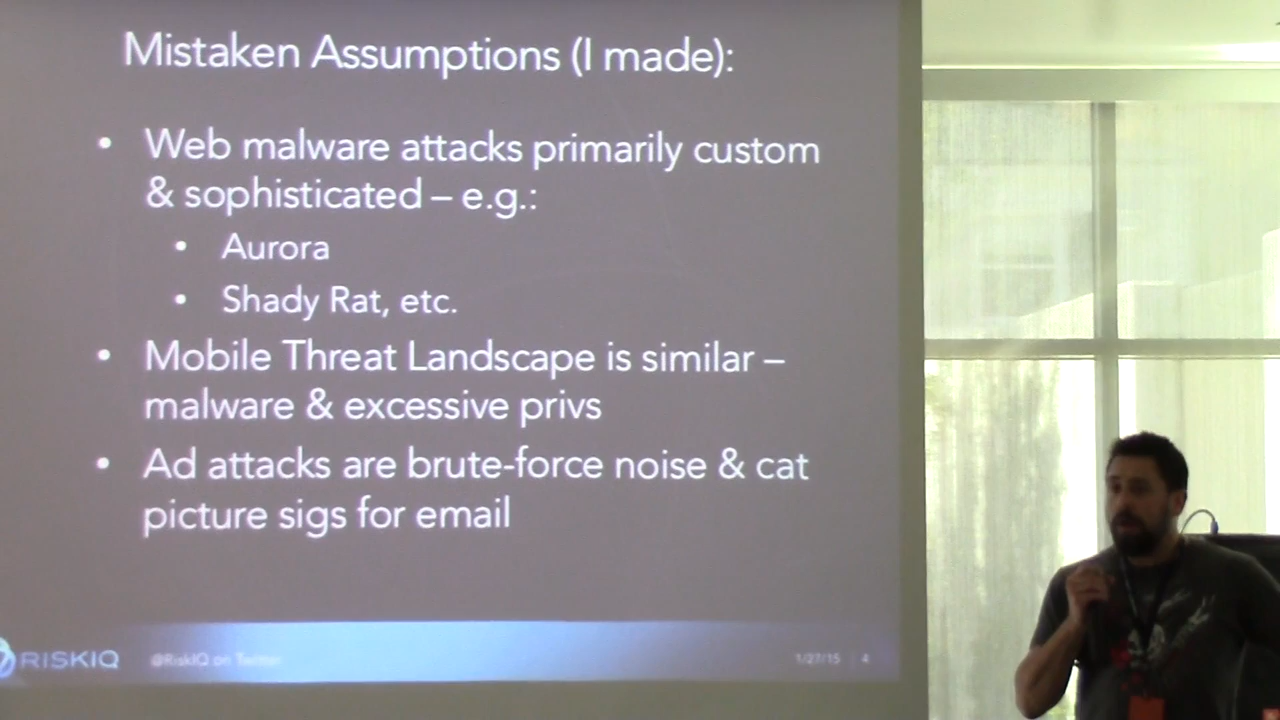 Mistaken Assumptions (I made):
• Web malware attacks primarily custom
& sophisticated – e.g.:
• Aurora
• Shady Rat, etc.
• Mobile Threat Landscape is similar –
malware & excessive privs
• Ad attacks are brute-force noise & cat
picture sigs for email
RISKIQ @RiskIQ on Twitter 1/27/15 | 4